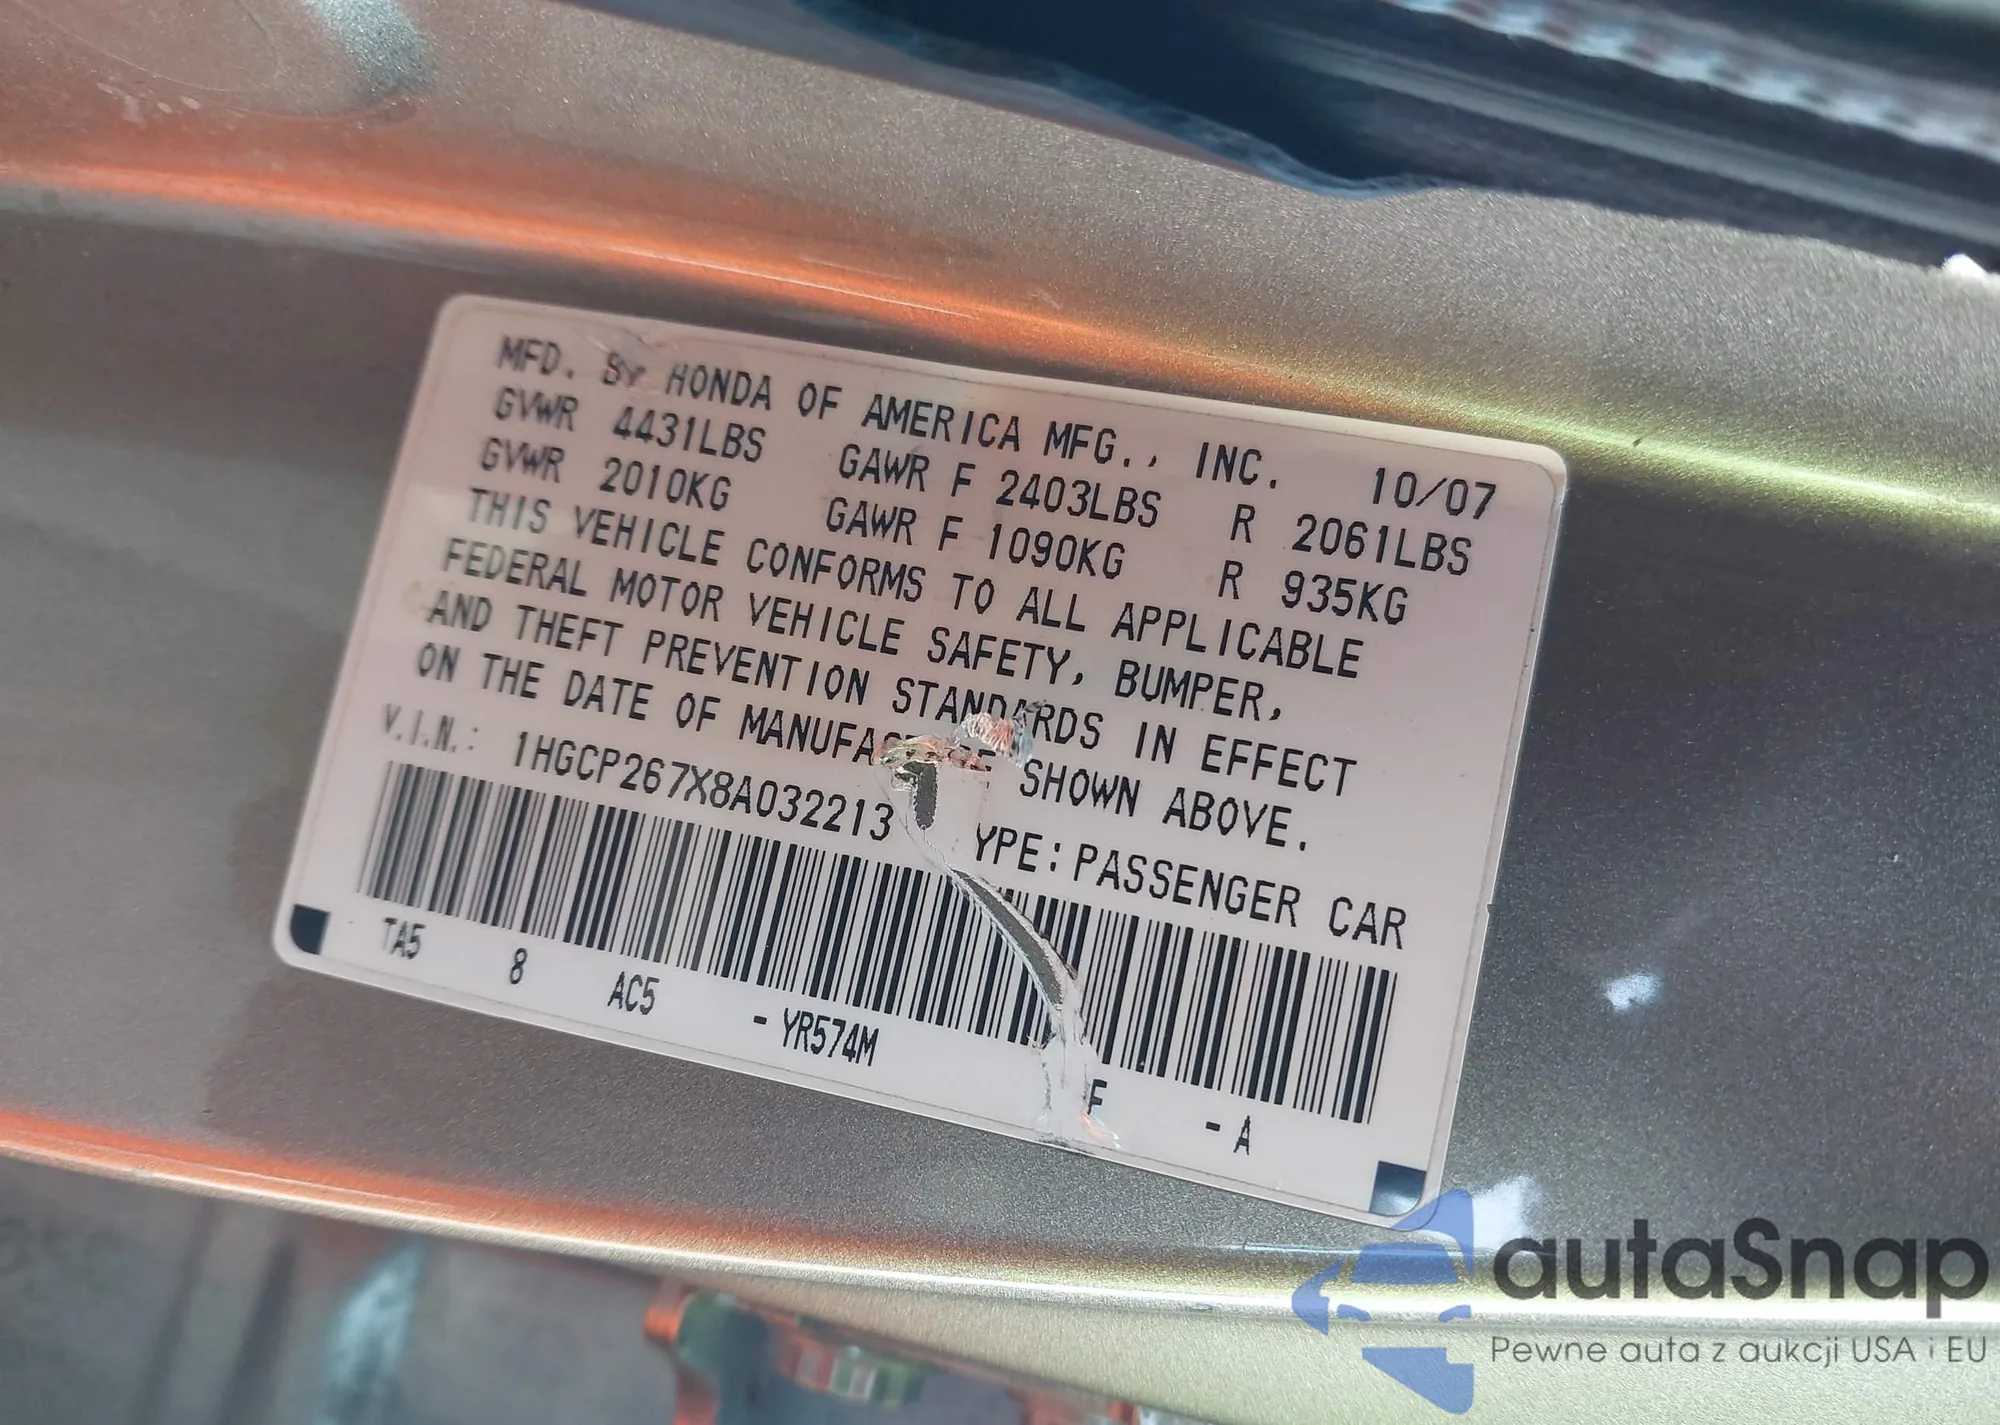 MFD. BY HONDA OF AMERICA MFG., INC. 10/07
GVWR 4431LBS GAWR F 2403LBS R 2061LBS
GVWR 2010KG GAWR F 1090KG R 935KG
THIS VEHICLE CONFORMS TO ALL APPLICABLE
FEDERAL MOTOR VEHICLE SAFETY, BUMPER,
AND THEFT PREVENTION STANDARDS IN EFFECT
ON THE DATE OF SHOWN ABOVE.
V.I.N.: 1HGCP267X8A032213 YPE: PASSENGER CAR
TA5 8 AC5 - YR574M F - A
autaSnap
Pewne auta z aukcji USA i EU